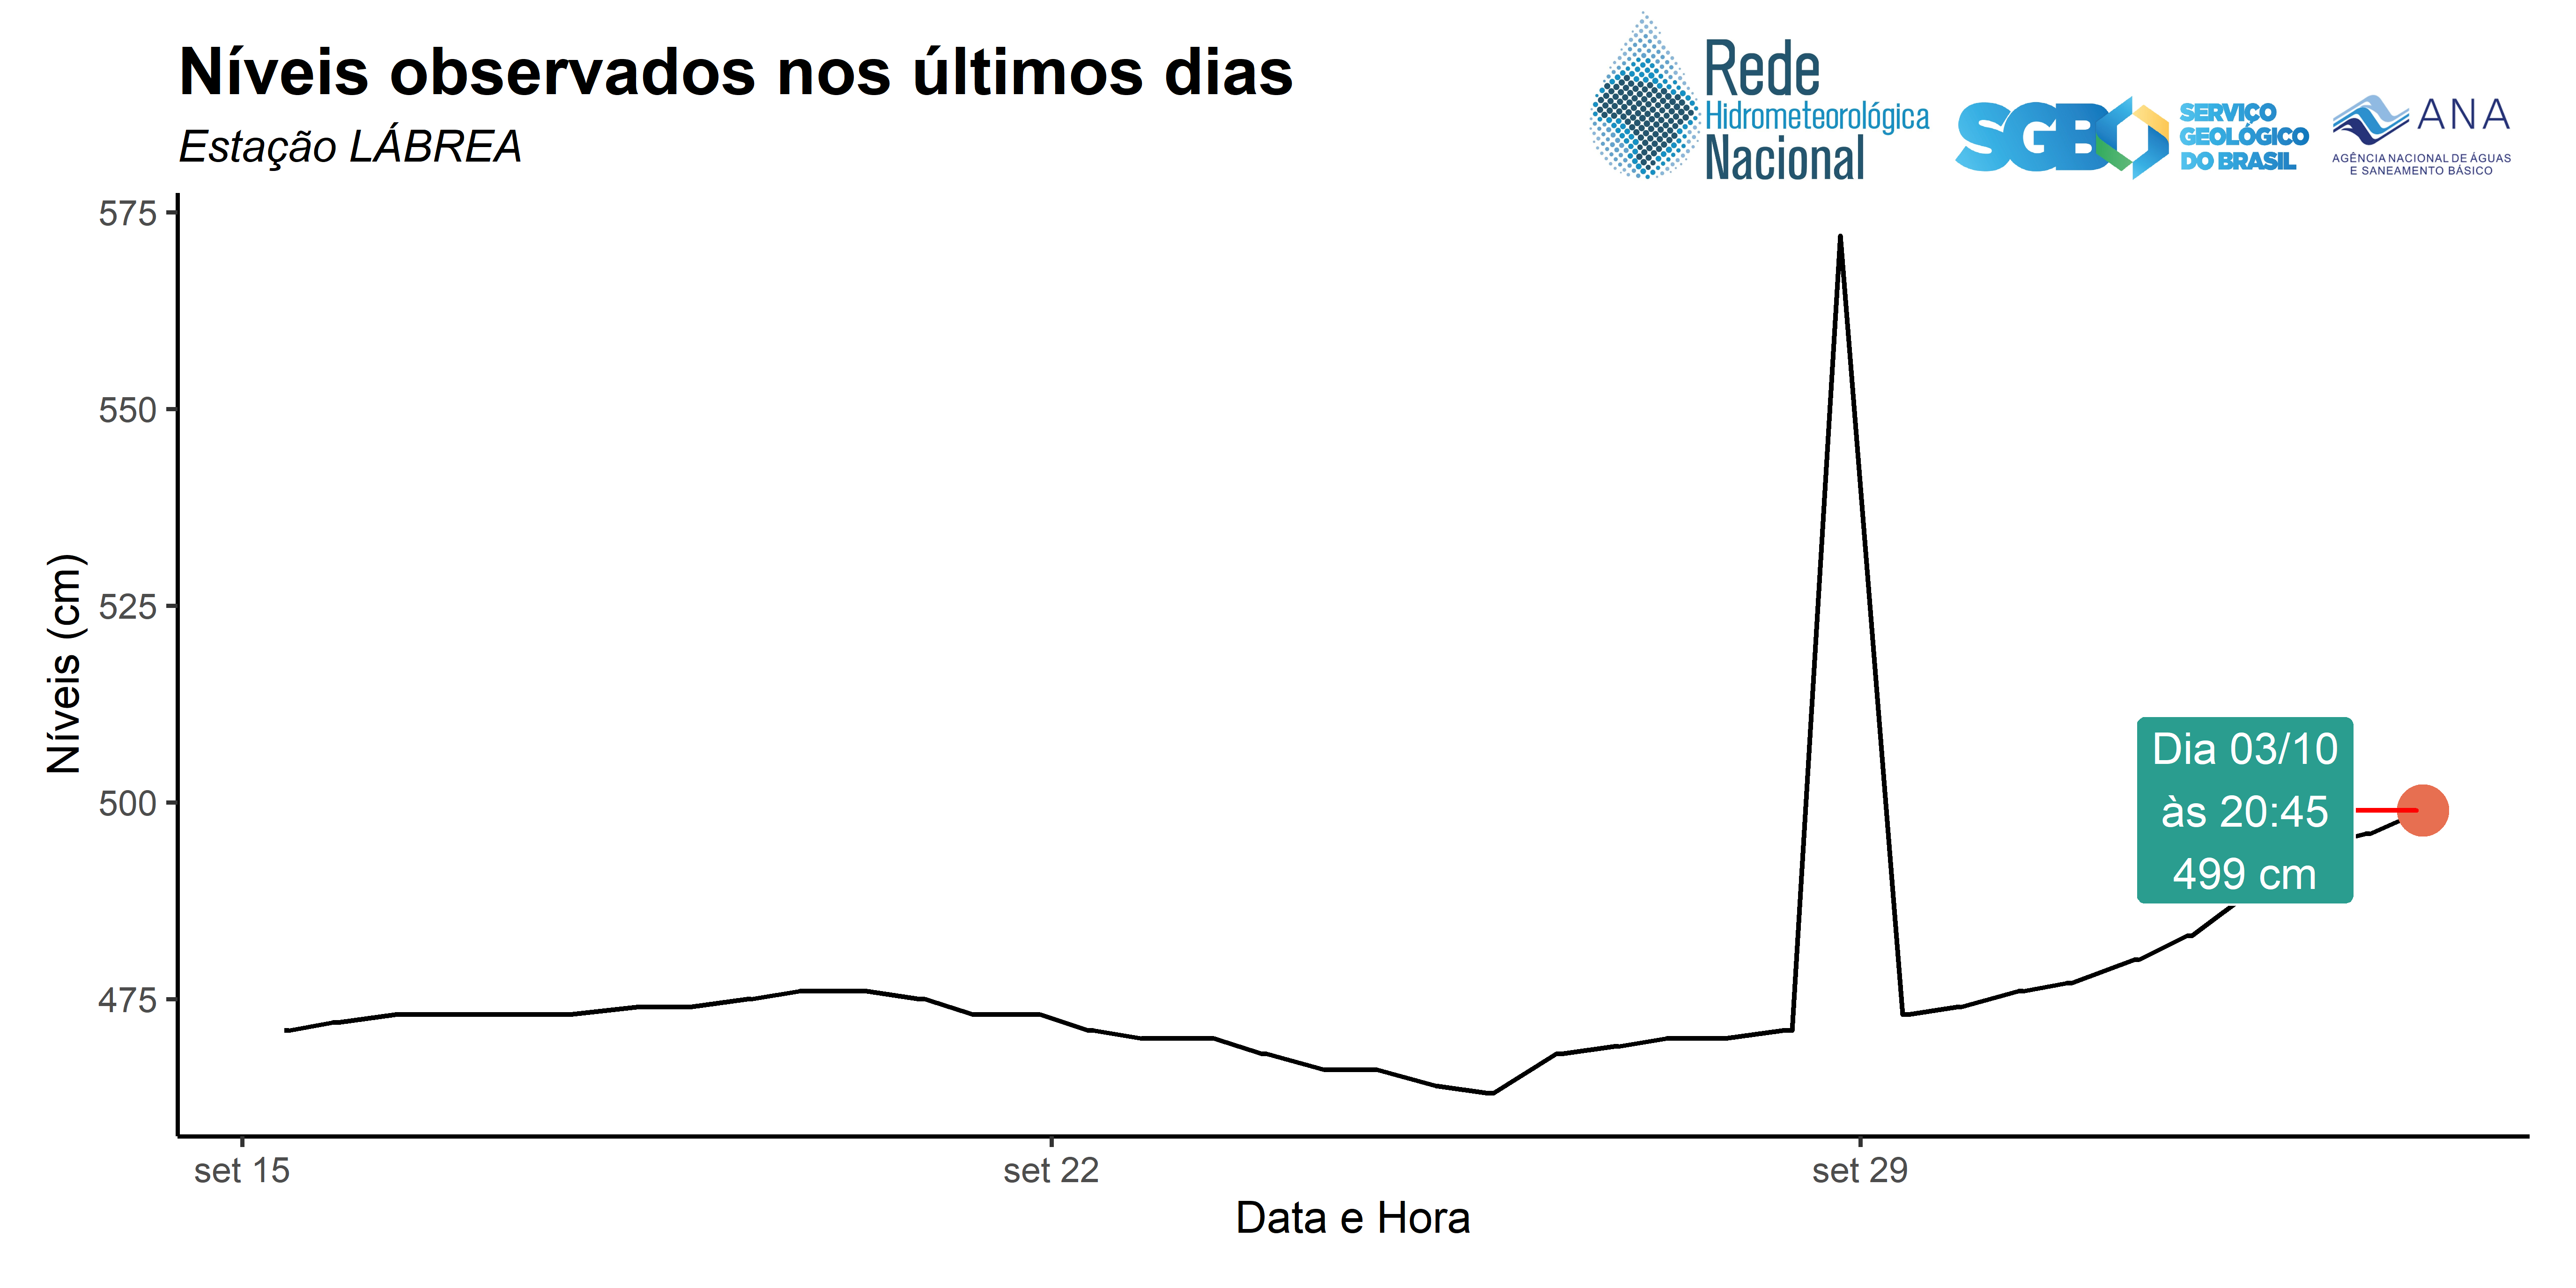 Níveis observados nos últimos dias
Estação LÁBREA
Rede
Hidrometeorológica
Nacional
SGB
SERVIÇO
GEOLÓGICO
DO BRASIL
ANA
AGÊNCIA NACIONAL DE ÁGUAS
E SANEAMENTO BÁSICO
Níveis (cm)
575
550
525
500
475
Dia 03/10
às 20:45
499 cm
set 15
set 22
set 29
Data e Hora